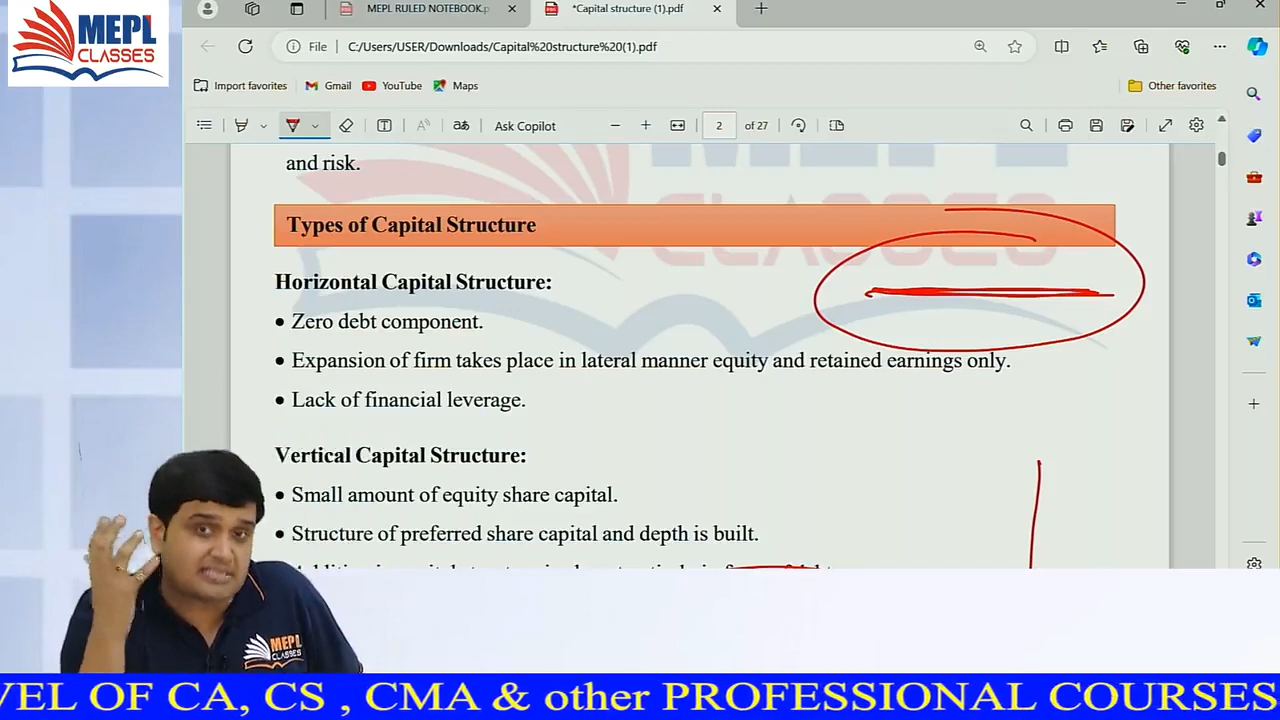 MEPL
CLASSES
MEPL RULED NOTEBOOK.p
*Capital structure (1).pdf
File
C:/Users/USER/Downloads/Capital%20structure%20(1).pdf
Import favorites
Gmail
YouTube
Maps
Other favorites
Ask Copilot
2
of 27
and risk.
MEPL
CLASSES
Types of Capital Structure
Horizontal Capital Structure:
• Zero debt component.
• Expansion of firm takes place in lateral manner equity and retained earnings only.
• Lack of financial leverage.
Vertical Capital Structure:
• Small amount of equity share capital.
• Structure of preferred share capital and depth is built.
MEPL
CLASSES
VEL OF CA, CS , CMA & other PROFESSIONAL COURSES